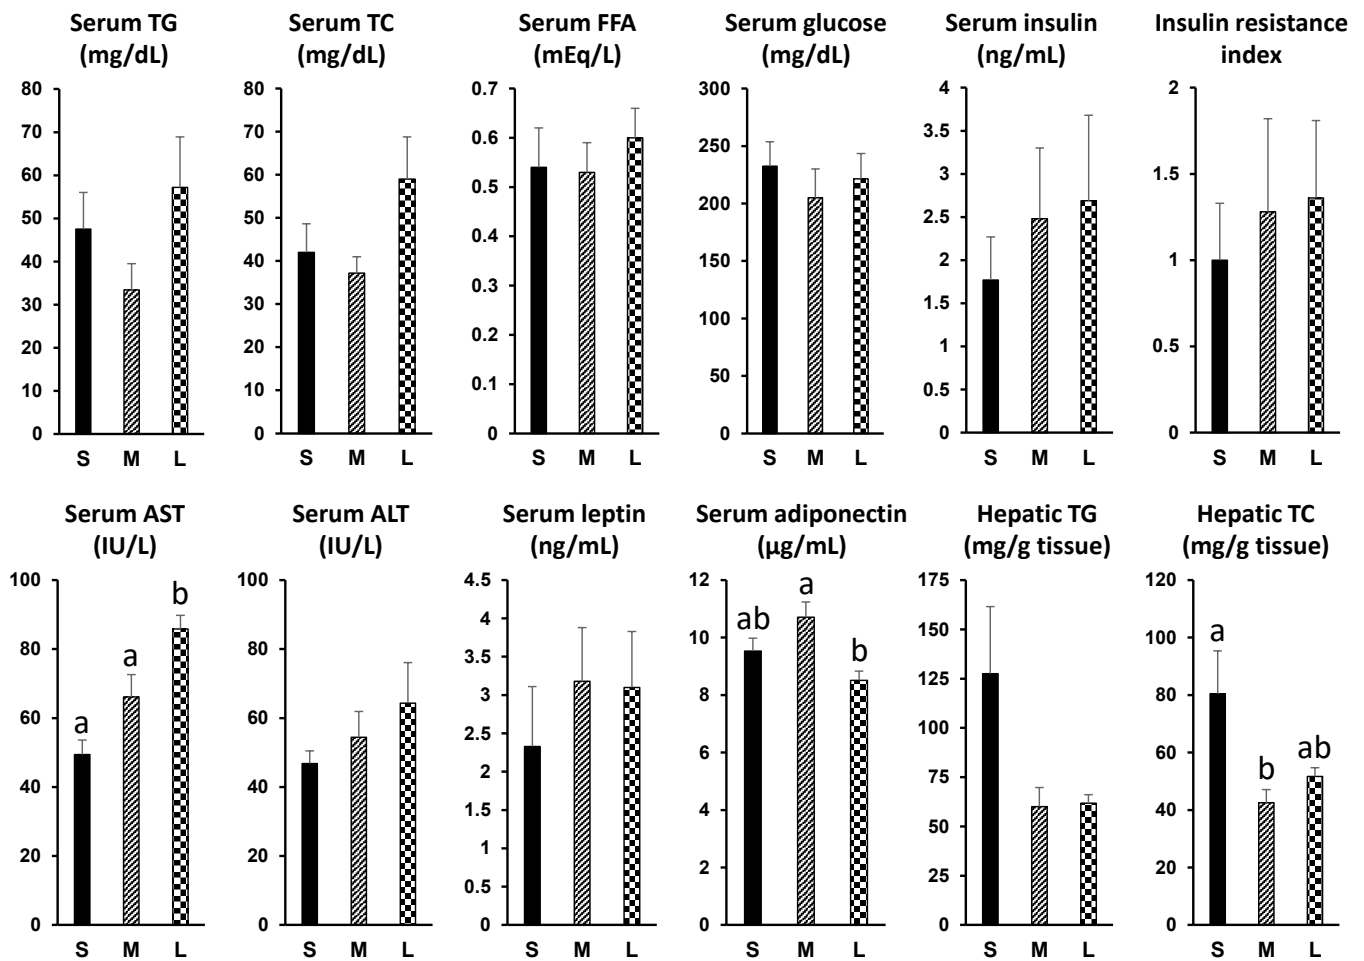 Serum TG
(mg/dL)
80
70
60
50
40
30
20
10
0
S M L
Serum TC
(mg/dL)
80
70
60
50
40
30
20
10
0
S M L
Serum FFA
(mEq/L)
0.7
0.6
0.5
0.4
0.3
0.2
0.1
0
S M L
Serum glucose
(mg/dL)
300
250
200
150
100
50
0
S M L
Serum insulin
(ng/mL)
4
3.5
3
2.5
2
1.5
1
0.5
0
S M L
Insulin resistance
index
2
1.5
1
0.5
0
S M L
Serum AST
(IU/L)
100
80
60
40
20
0
a
a
b
S M L
Serum ALT
(IU/L)
100
80
60
40
20
0
S M L
Serum leptin
(ng/mL)
4.5
4
3.5
3
2.5
2
1.5
1
0.5
0
S M L
Serum adiponectin
(µg/mL)
12
10
8
6
4
2
0
ab
a
b
S M L
Hepatic TG
(mg/g tissue)
175
150
125
100
75
50
25
0
S M L
Hepatic TC
(mg/g tissue)
120
100
80
60
40
20
0
a
b
ab
S M L